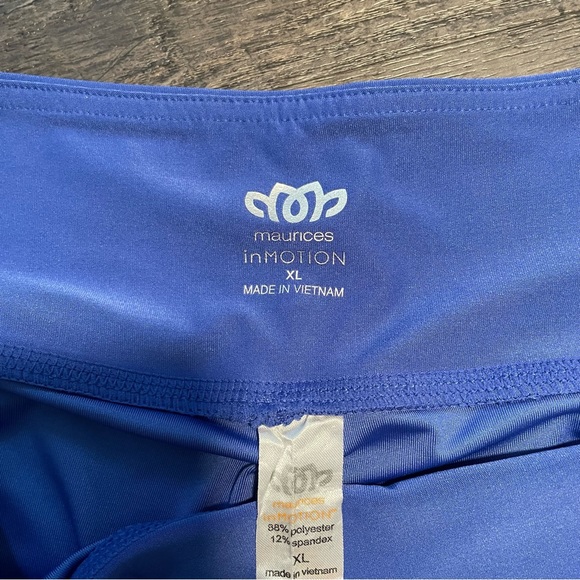 maurices
inMOTION
XL
MADE IN VIETNAM
maurices
inMOTION
88% polyester
12% spandex
XL
made in vietnam